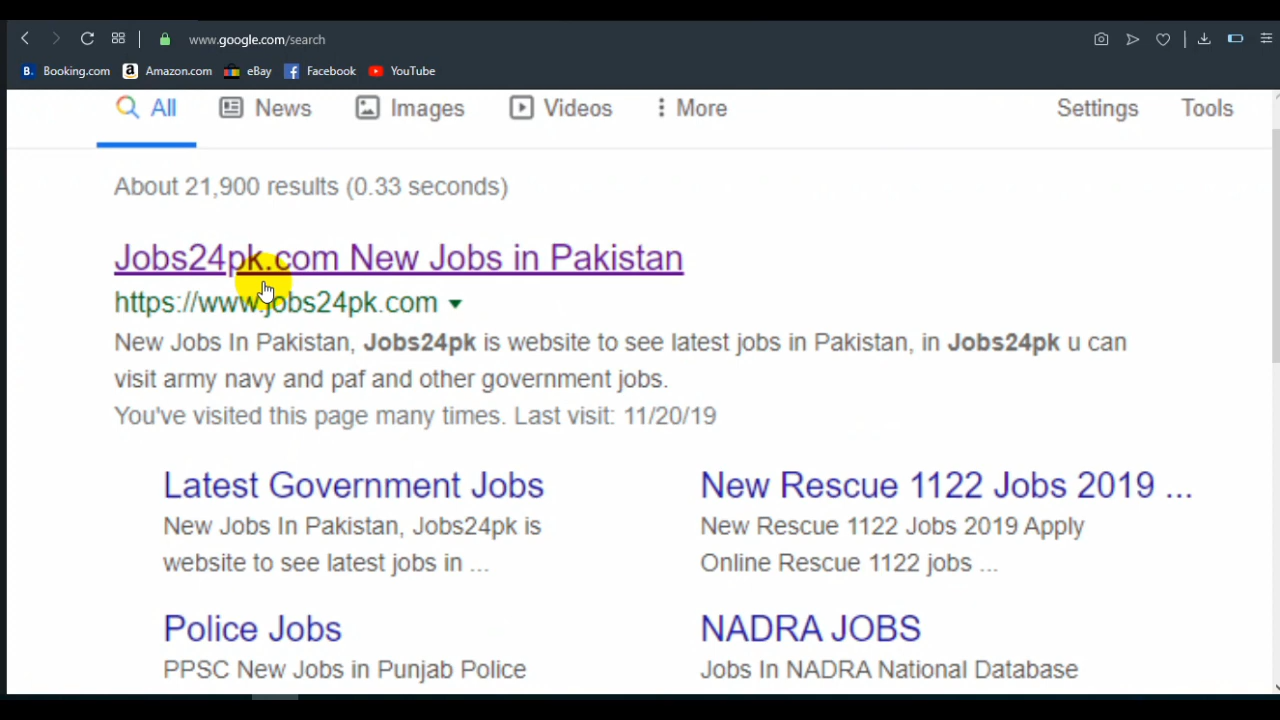 www.google.com/search
B. Booking.com a Amazon.com eBay f Facebook YouTube
All News Images Videos More Settings Tools
About 21,900 results (0.33 seconds)
Jobs24pk.com New Jobs in Pakistan
https://www.jobs24pk.com
New Jobs In Pakistan, Jobs24pk is website to see latest jobs in Pakistan, in Jobs24pk u can
visit army navy and paf and other government jobs.
You've visited this page many times. Last visit: 11/20/19
Latest Government Jobs
New Jobs In Pakistan, Jobs24pk is
website to see latest jobs in ...
New Rescue 1122 Jobs 2019 ...
New Rescue 1122 Jobs 2019 Apply
Online Rescue 1122 jobs ...
Police Jobs
PPSC New Jobs in Punjab Police
NADRA JOBS
Jobs In NADRA National Database